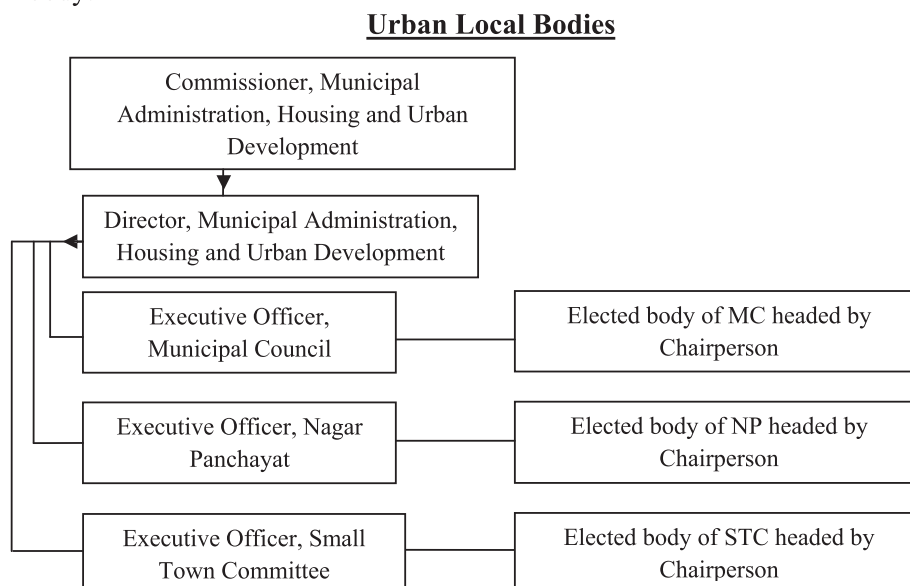 Urban Local Bodies
Commissioner, Municipal
Administration, Housing and Urban
Development
Director, Municipal Administration,
Housing and Urban Development
Executive Officer,
Municipal Council
Elected body of MC headed by
Chairperson
Executive Officer, Nagar
Panchayat
Elected body of NP headed by
Chairperson
Executive Officer, Small
Town Committee
Elected body of STC headed by
Chairperson